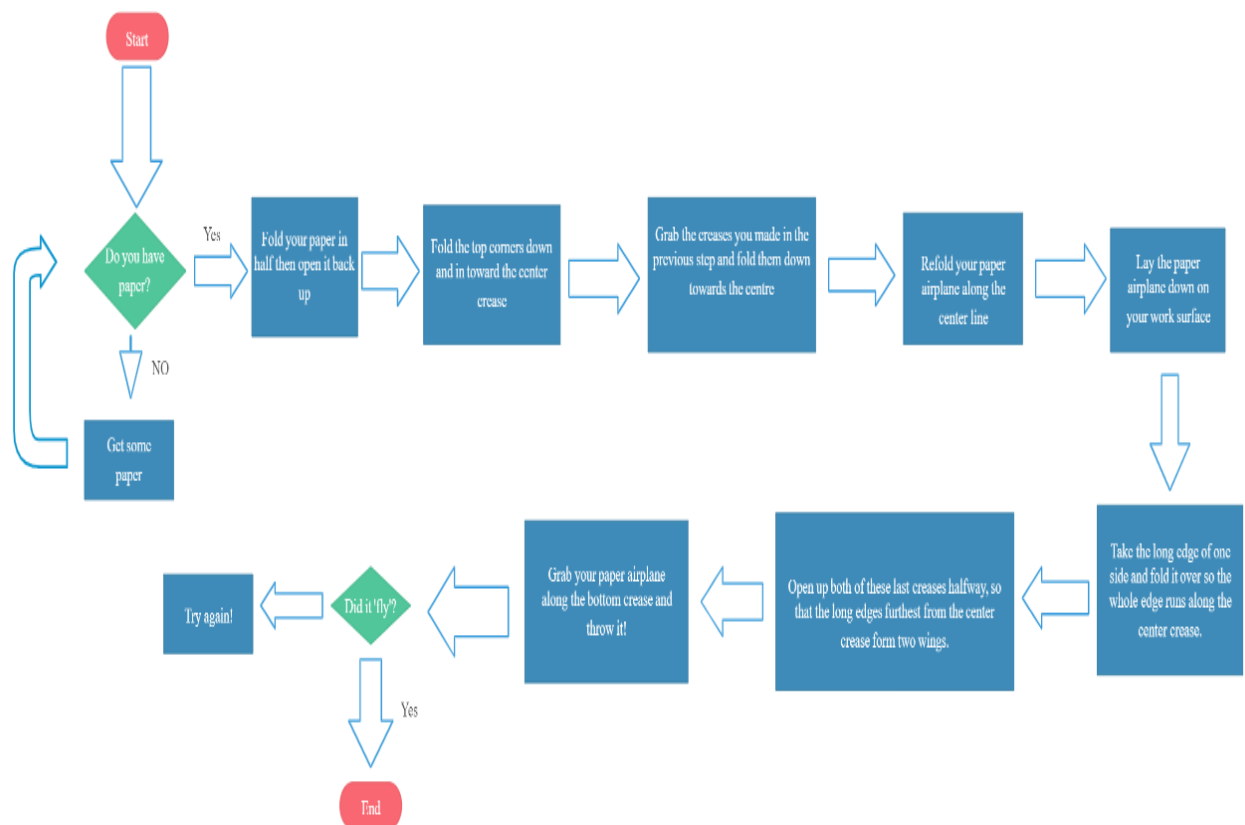 Start
Do you have
paper?
Yes
NO
Get some
paper
Fold your paper in
half then open it back
up
Fold the top corners down
and in toward the center
crease
Grab the creases you made in the
previous step and fold them down
towards the centre
Refold your paper
airplane along the
center line
Lay the paper
airplane down on
your work surface
Take the long edge of one
side and fold it over so the
whole edge runs along the
center crease.
Open up both of these last creases halfway, so
that the long edges furthest from the center
crease form two wings.
Grab your paper airplane
along the bottom crease and
throw it!
Did it 'fly'?
Try again!
Yes
End